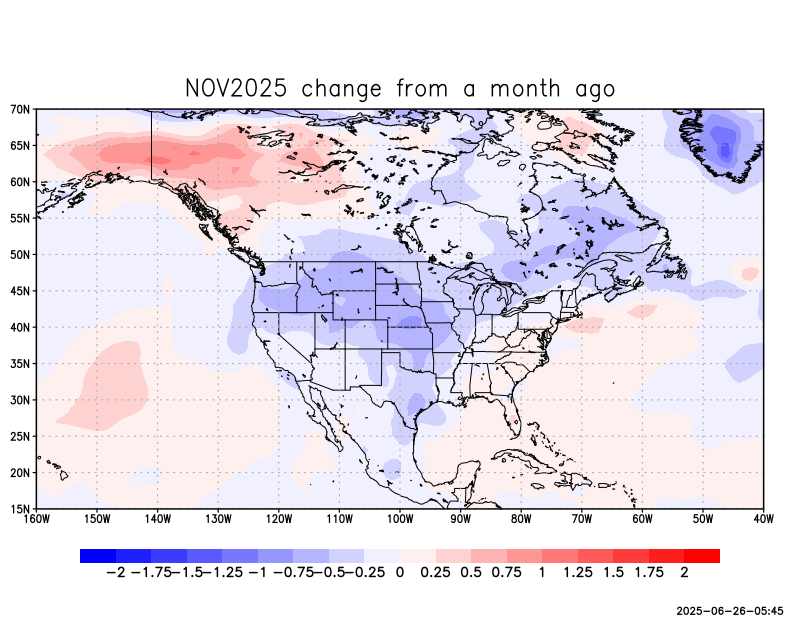 NOV2025 change from a month ago
70N
65N
60N
55N
50N
45N
40N
35N
30N
25N
20N
15N
160W 150W 140W 130W 120W 110W 100W 90W 80W 70W 60W 50W 40W
−2 −1.75 −1.5 −1.25 −1 −0.75 −0.5 −0.25 0 0.25 0.5 0.75 1 1.25 1.5 1.75 2
2025−06−26−05:45